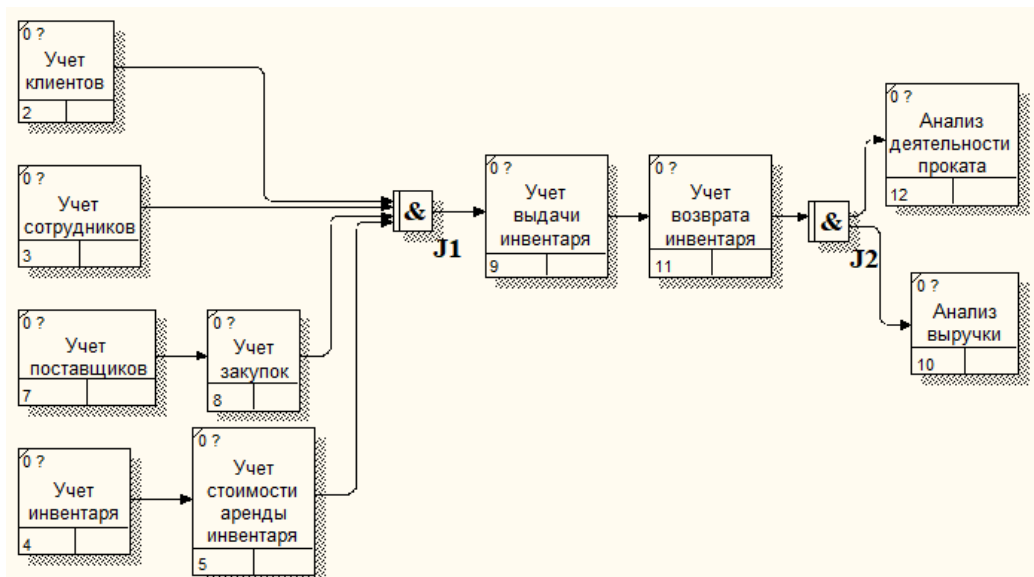 0 ?
Учет
клиентов
2
0 ?
Учет
сотрудников
3
0 ?
Учет
поставщиков
7
0 ?
Учет
закупок
8
0 ?
Учет
инвентаря
4
0 ?
Учет
стоимости
аренды
инвентаря
5
&
J1
0 ?
Учет
выдачи
инвентаря
9
0 ?
Учет
возврата
инвентаря
11
&
J2
0 ?
Анализ
деятельности
проката
12
0 ?
Анализ
выручки
10